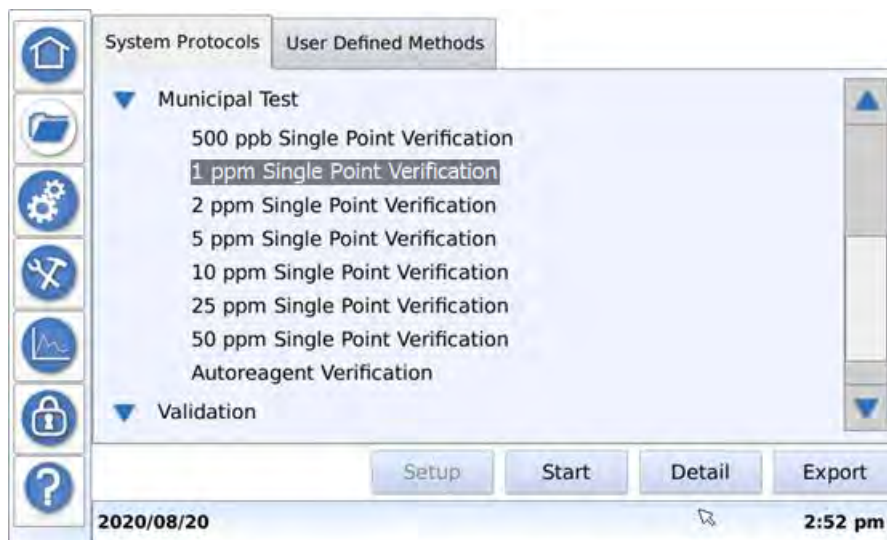 System Protocols User Defined Methods
Municipal Test
500 ppb Single Point Verification
1 ppm Single Point Verification
2 ppm Single Point Verification
5 ppm Single Point Verification
10 ppm Single Point Verification
25 ppm Single Point Verification
50 ppm Single Point Verification
Autoreagent Verification
Validation
Setup Start Detail Export
2020/08/20 2:52 pm